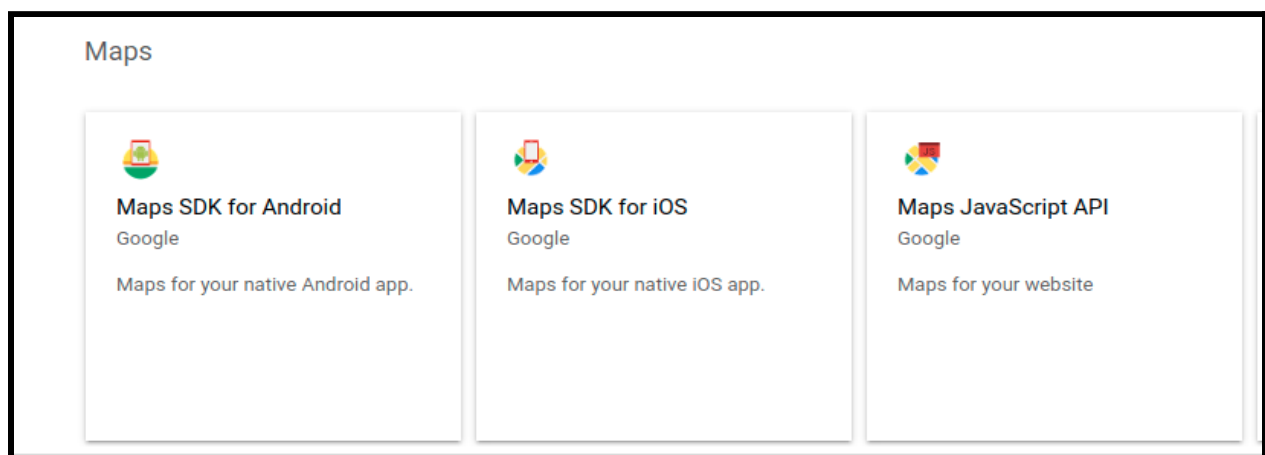 Maps
Maps SDK for Android
Google
Maps for your native Android app.
Maps SDK for iOS
Google
Maps for your native iOS app.
JS
Maps JavaScript API
Google
Maps for your website